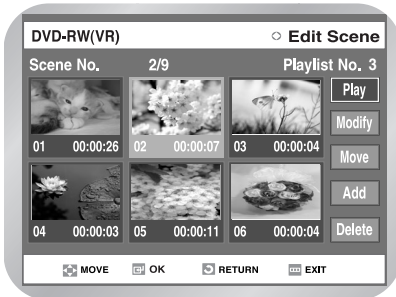 DVD-RW(VR) Edit Scene
Scene No. 2/9 Playlist No. 3
01 00:00:26 02 00:00:07 03 00:00:04
04 00:00:03 05 00:00:11 06 00:00:04
Play
Modify
Move
Add
Delete
MOVE OK RETURN EXIT